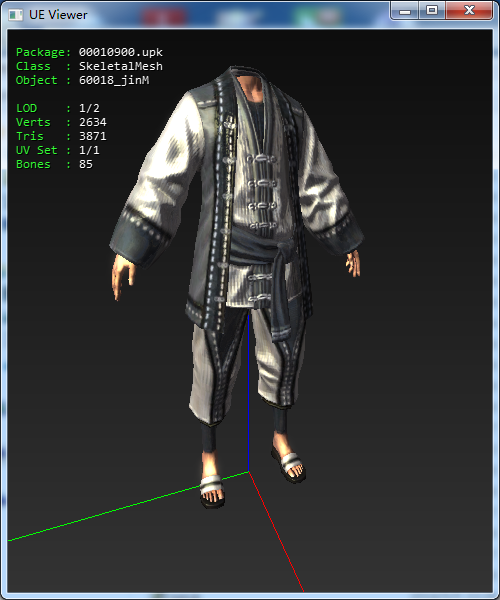 UE Viewer
Package: 00010900.upk
Class : SkeletalMesh
Object : 60018_jinM
LOD : 1/2
Verts : 2634
Tris : 3871
UV Set : 1/1
Bones : 85